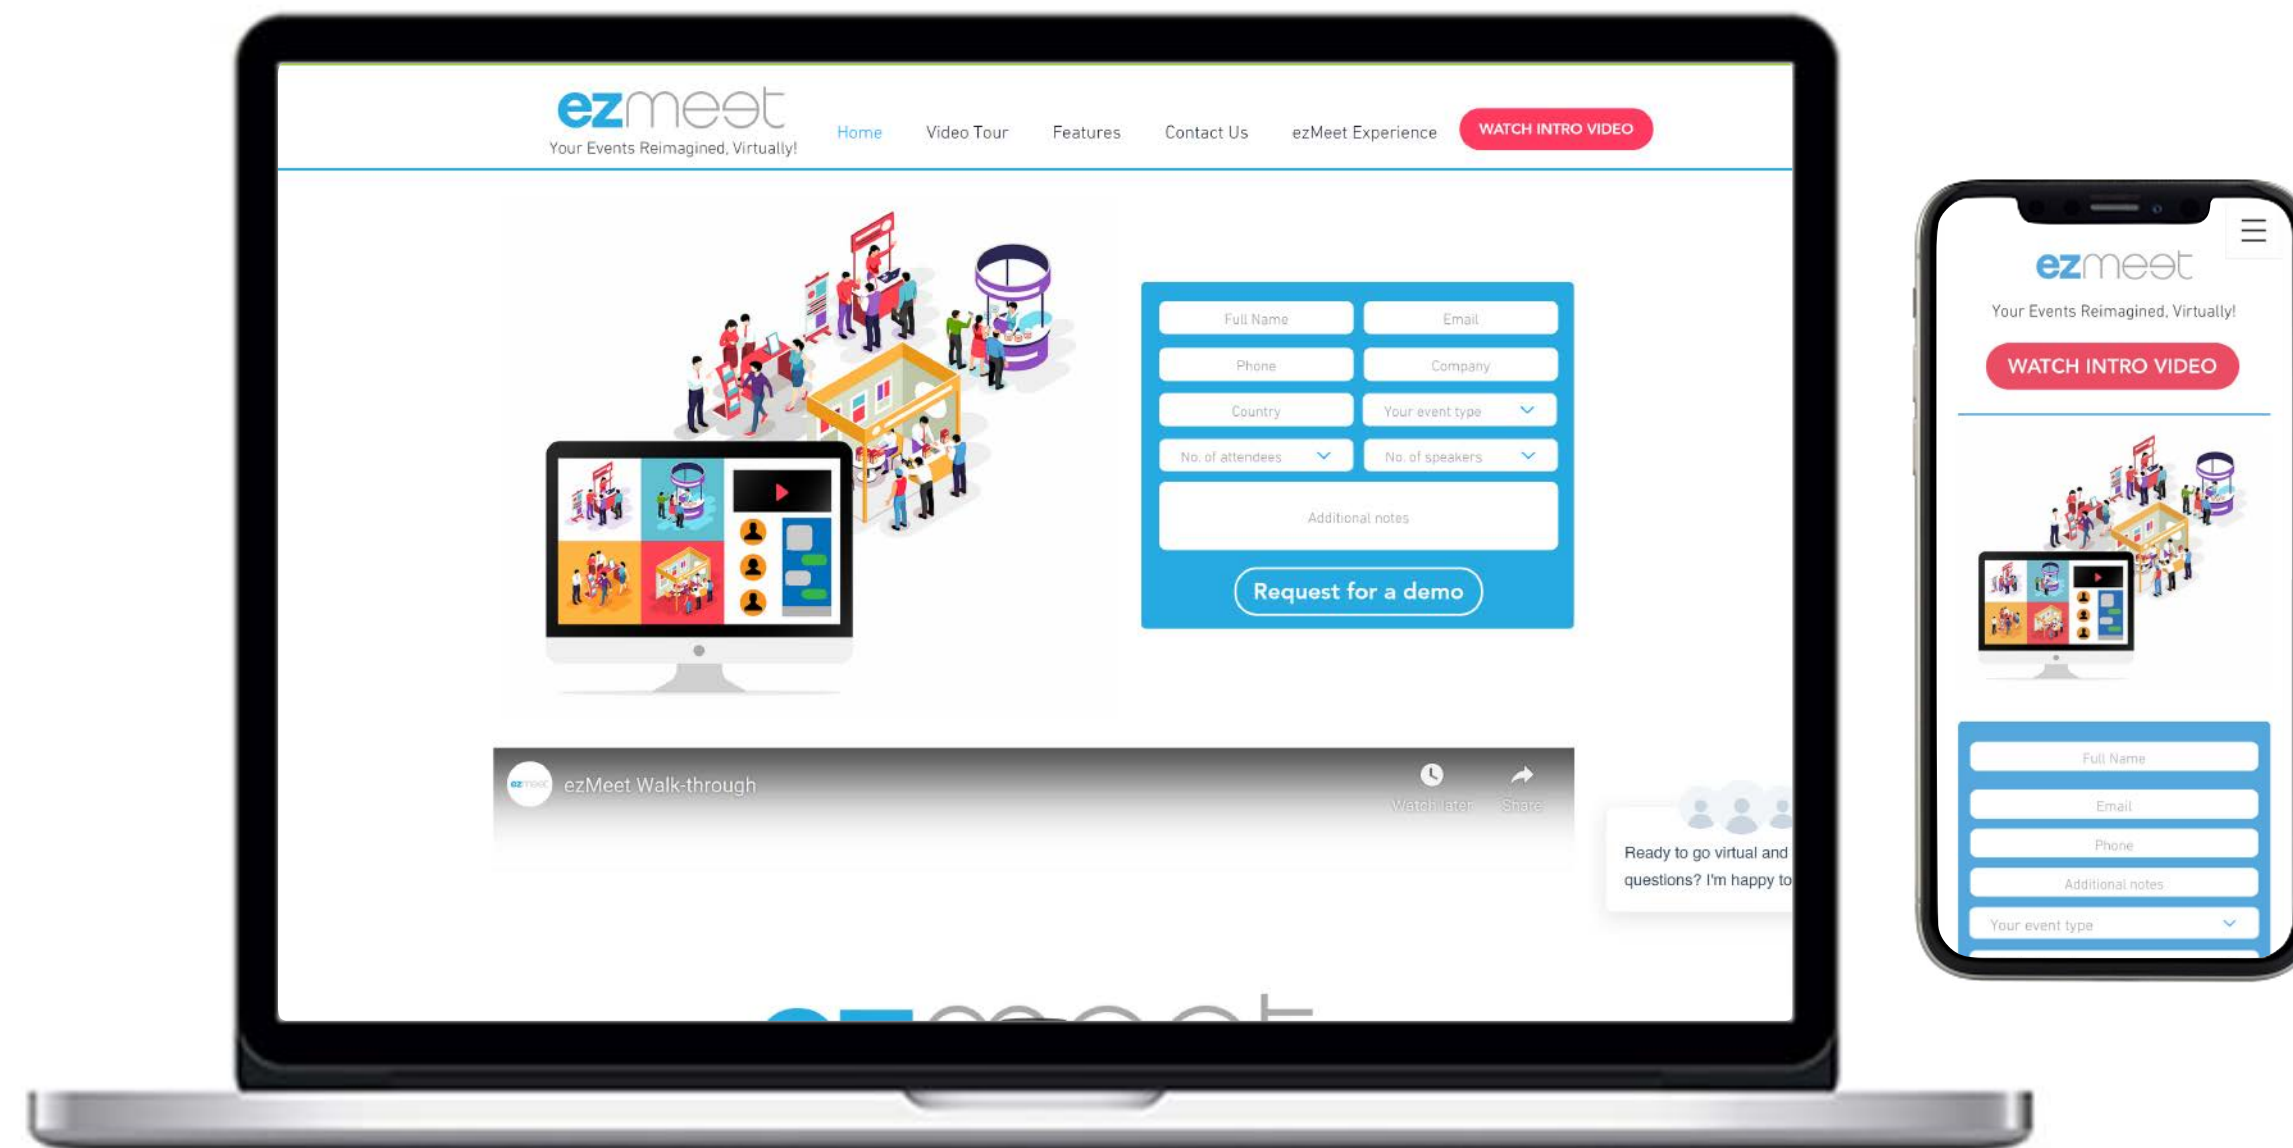 ezmeet
Your Events Reimagined, Virtually!
Home
Video Tour
Features
Contact Us
ezMeet Experience
WATCH INTRO VIDEO
Full Name
Email
Phone
Company
Country
Your event type
No. of attendees
No. of speakers
Additional notes
Request for a demo
ezmeet
ezMeet Walk-through
Watch later
Share
Ready to go virtual and
questions? I'm happy to
ezmeet
ezmeet
Your Events Reimagined, Virtually!
WATCH INTRO VIDEO
Full Name
Email
Phone
Additional notes
Your event type